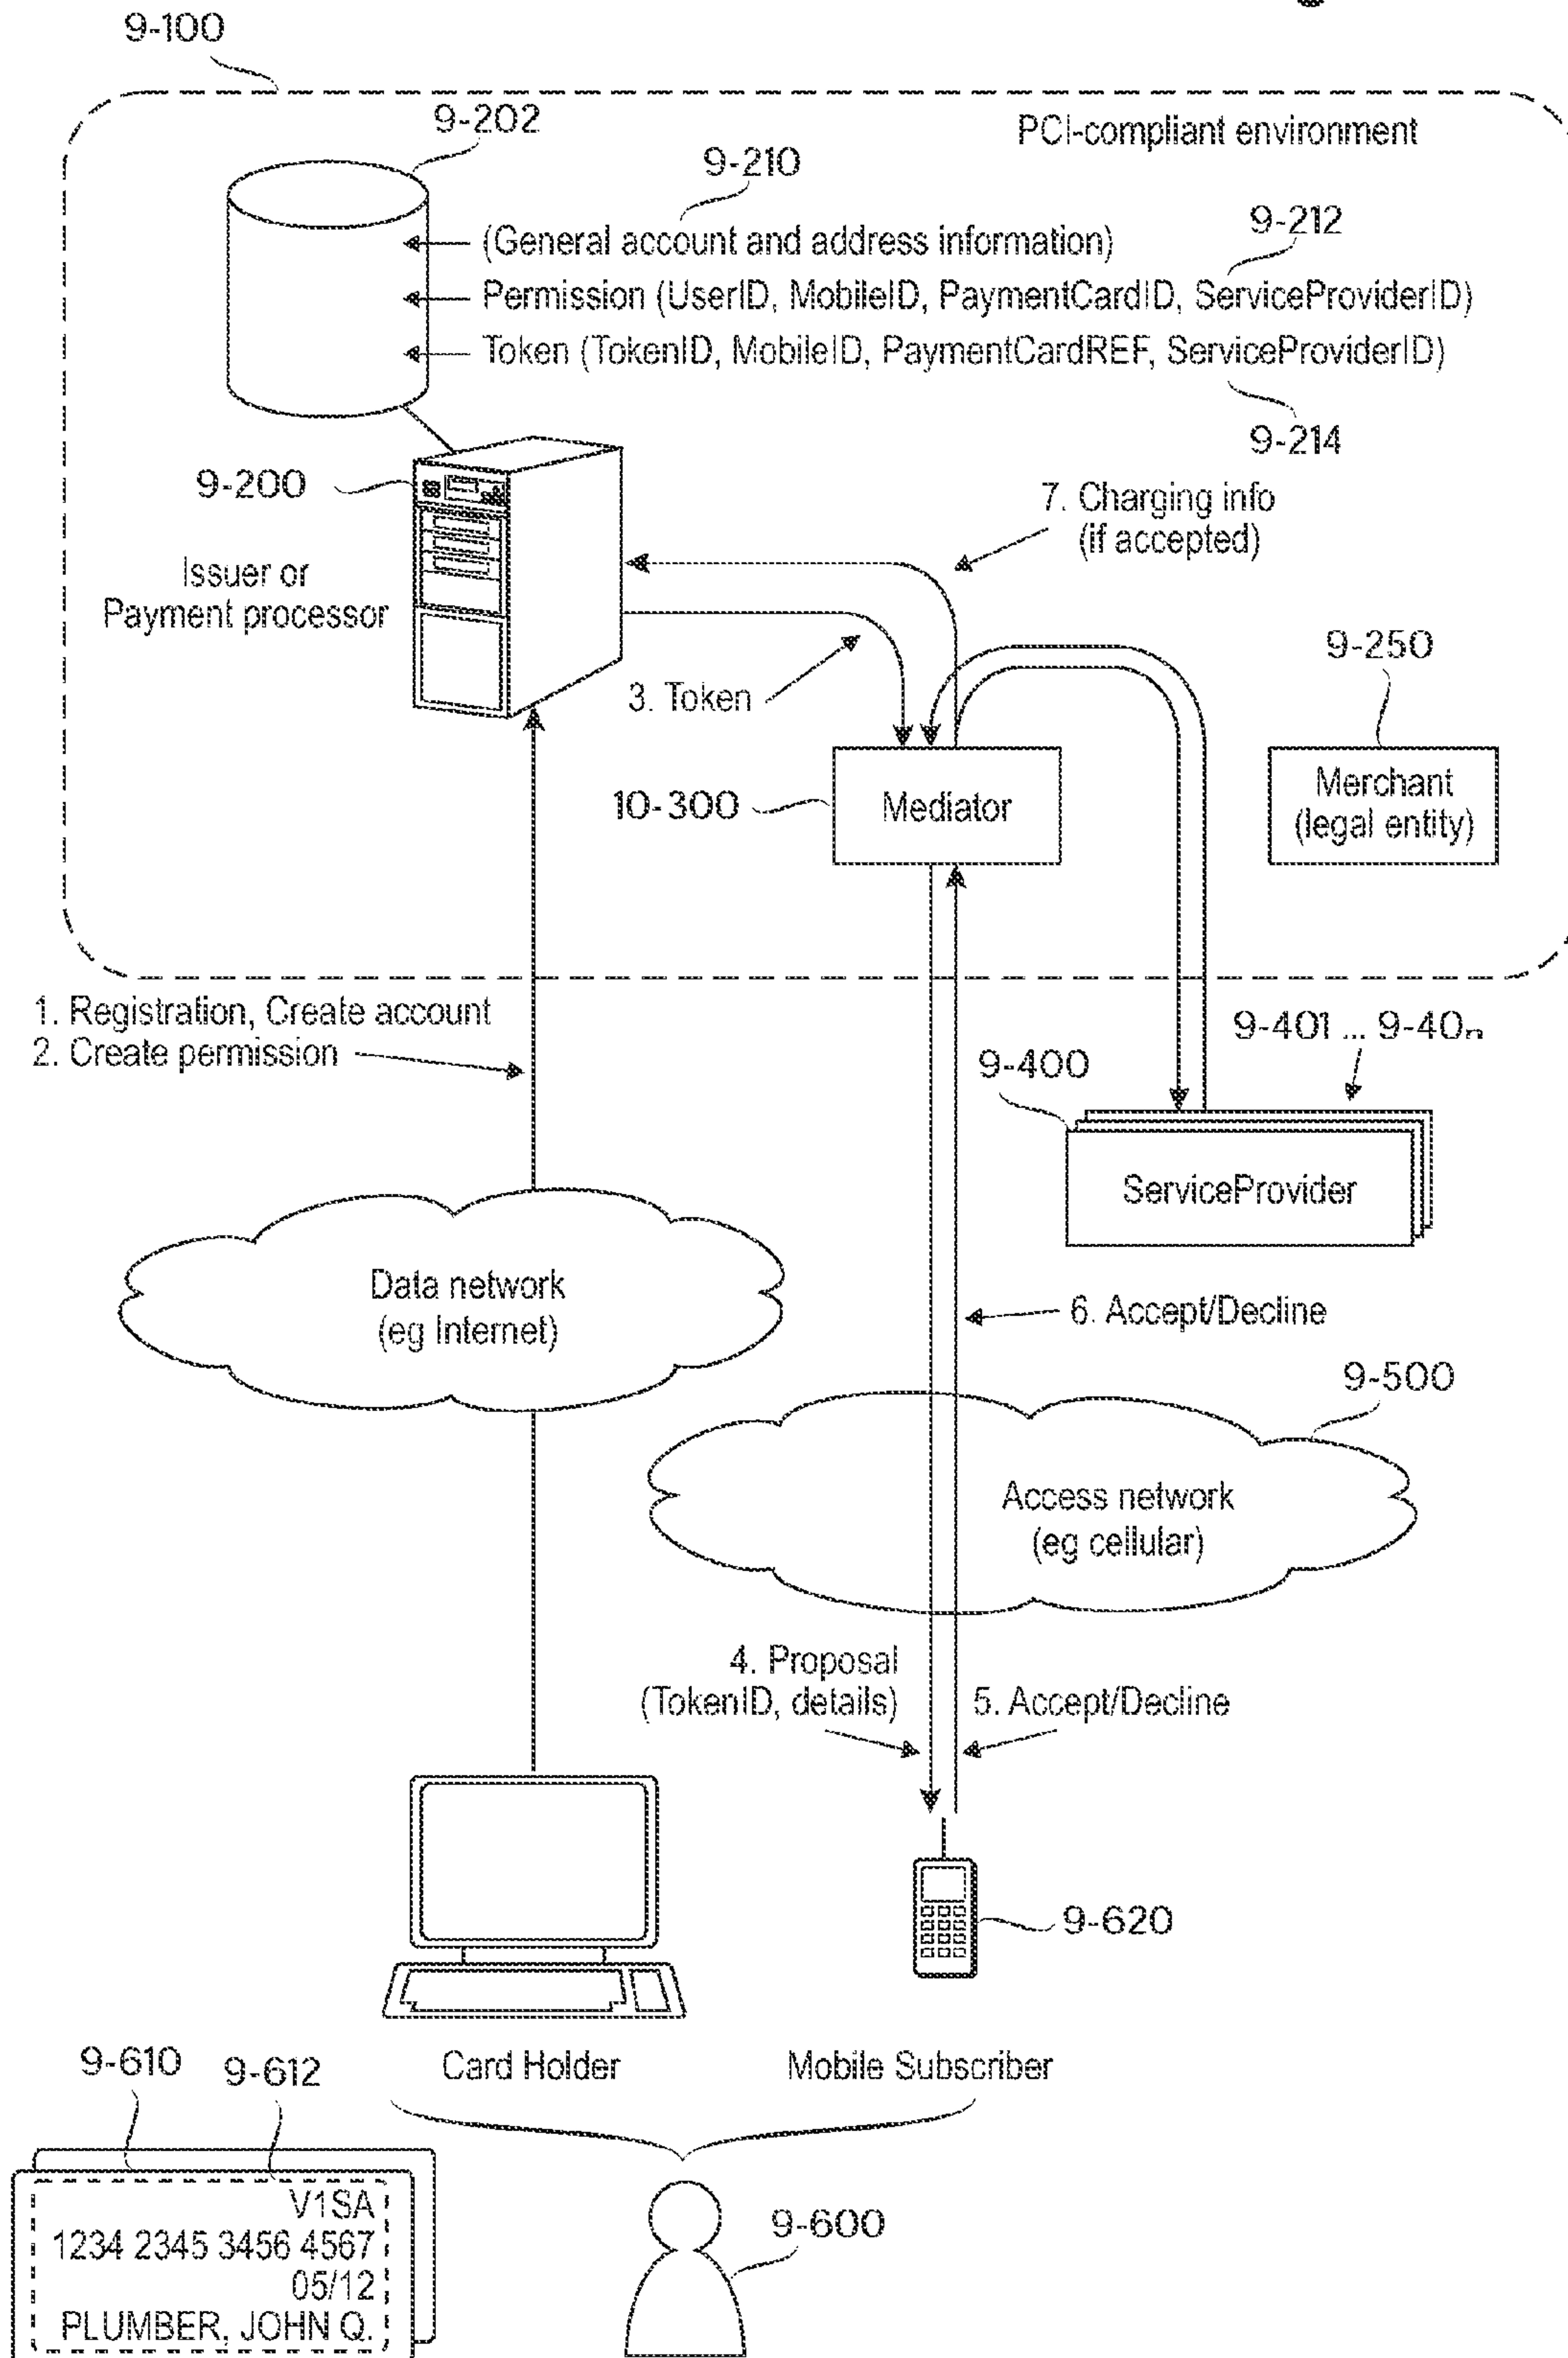 9-100
9-202
PCI-compliant environment
9-210
9-212
(General account and address information)
Permission (UserID, MobileID, PaymentCardID, ServiceProviderID)
Token (TokenID, MobileID, PaymentCardREF, ServiceProviderID)
9-214
9-200
7. Charging info
(if accepted)
Issuer or
Payment processor
9-250
3. Token
Merchant
(legal entity)
10-300
Mediator
1. Registration, Create account
2. Create permission
9-401 ... 9-40n
9-400
ServiceProvider
Data network
(eg Internet)
6. Accept/Decline
9-500
Access network
(eg cellular)
4. Proposal
(TokenID, details)
5. Accept/Decline
9-620
9-610
9-612
Card Holder
Mobile Subscriber
V1SA
1234 2345 3456 4567
05/12
PLUMBER, JOHN Q.
9-600